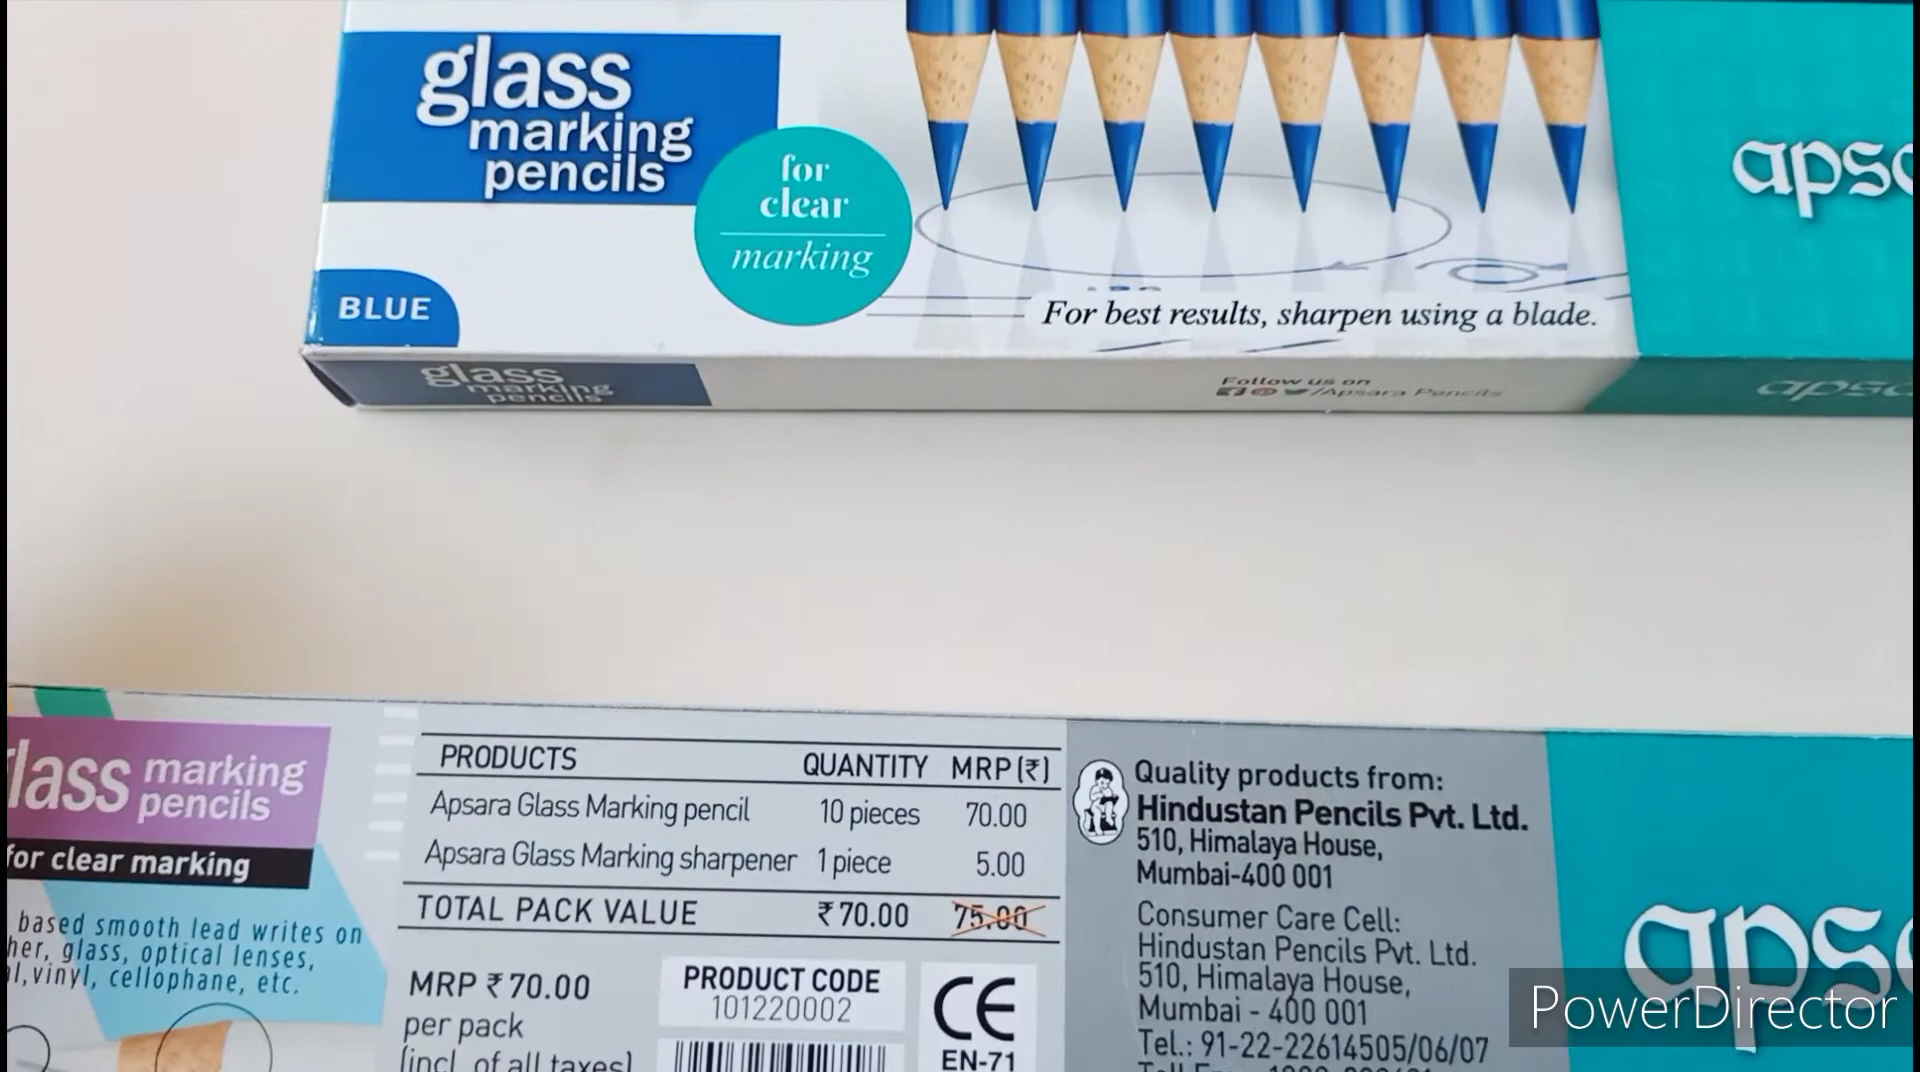 glass
marking
pencils
for
clear
marking
BLUE
For best results, sharpen using a blade.
apsa
glass
marking
pencils
Follow us on
/Apsara Pencils
apsa
lass marking
pencils
for clear marking
based smooth lead writes on
her, glass, optical lenses,
al, vinyl, cellophane, etc.
PRODUCTS QUANTITY MRP (₹)
Apsara Glass Marking pencil 10 pieces 70.00
Apsara Glass Marking sharpener 1 piece 5.00
TOTAL PACK VALUE ₹70.00 75.00
MRP ₹70.00
per pack
(incl. of all taxes)
PRODUCT CODE
101220002
CE
EN-71
Quality products from:
Hindustan Pencils Pvt. Ltd.
510, Himalaya House,
Mumbai-400 001
Consumer Care Cell:
Hindustan Pencils Pvt. Ltd.
510, Himalaya House,
Mumbai - 400 001
Tel.: 91-22-22614505/06/07
apsa
PowerDirector